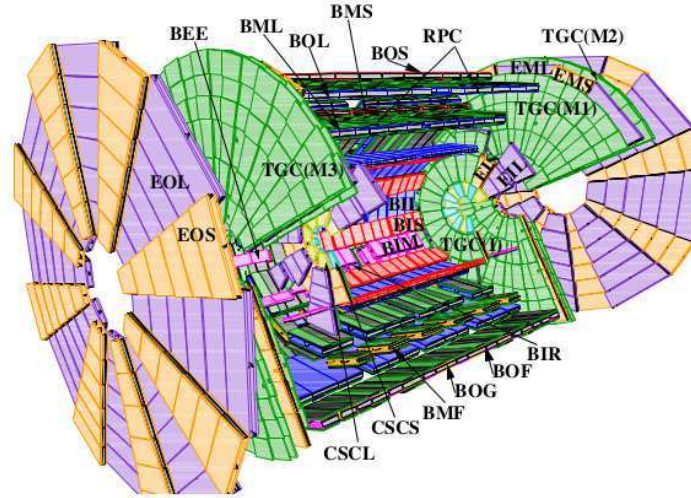 BMS
BML
BEE
BOL
BOS
RPC
TGC(M2)
EML
EMS
TGC(M1)
TGC(M3)
EOL
EIS
EIL
EOS
BIL
BIS
BIM
TGC(I)
BIR
BOF
BOG
BMF
CSCS
CSCL